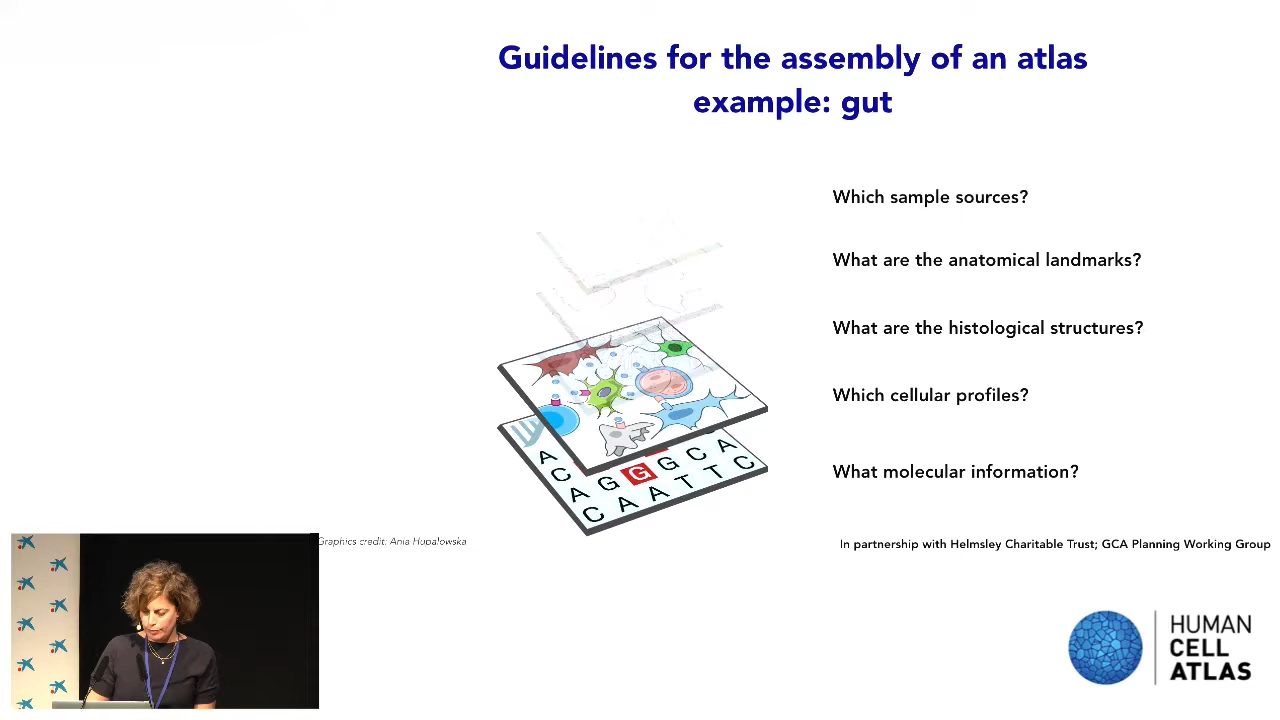 Guidelines for the assembly of an atlas
example: gut
Which sample sources?
What are the anatomical landmarks?
What are the histological structures?
Which cellular profiles?
What molecular information?
A
C
A G G G C A
C A A T T C
Graphics credit: Ania Hupalowska
In partnership with Helmsley Charitable Trust; GCA Planning Working Group
HUMAN
CELL
ATLAS